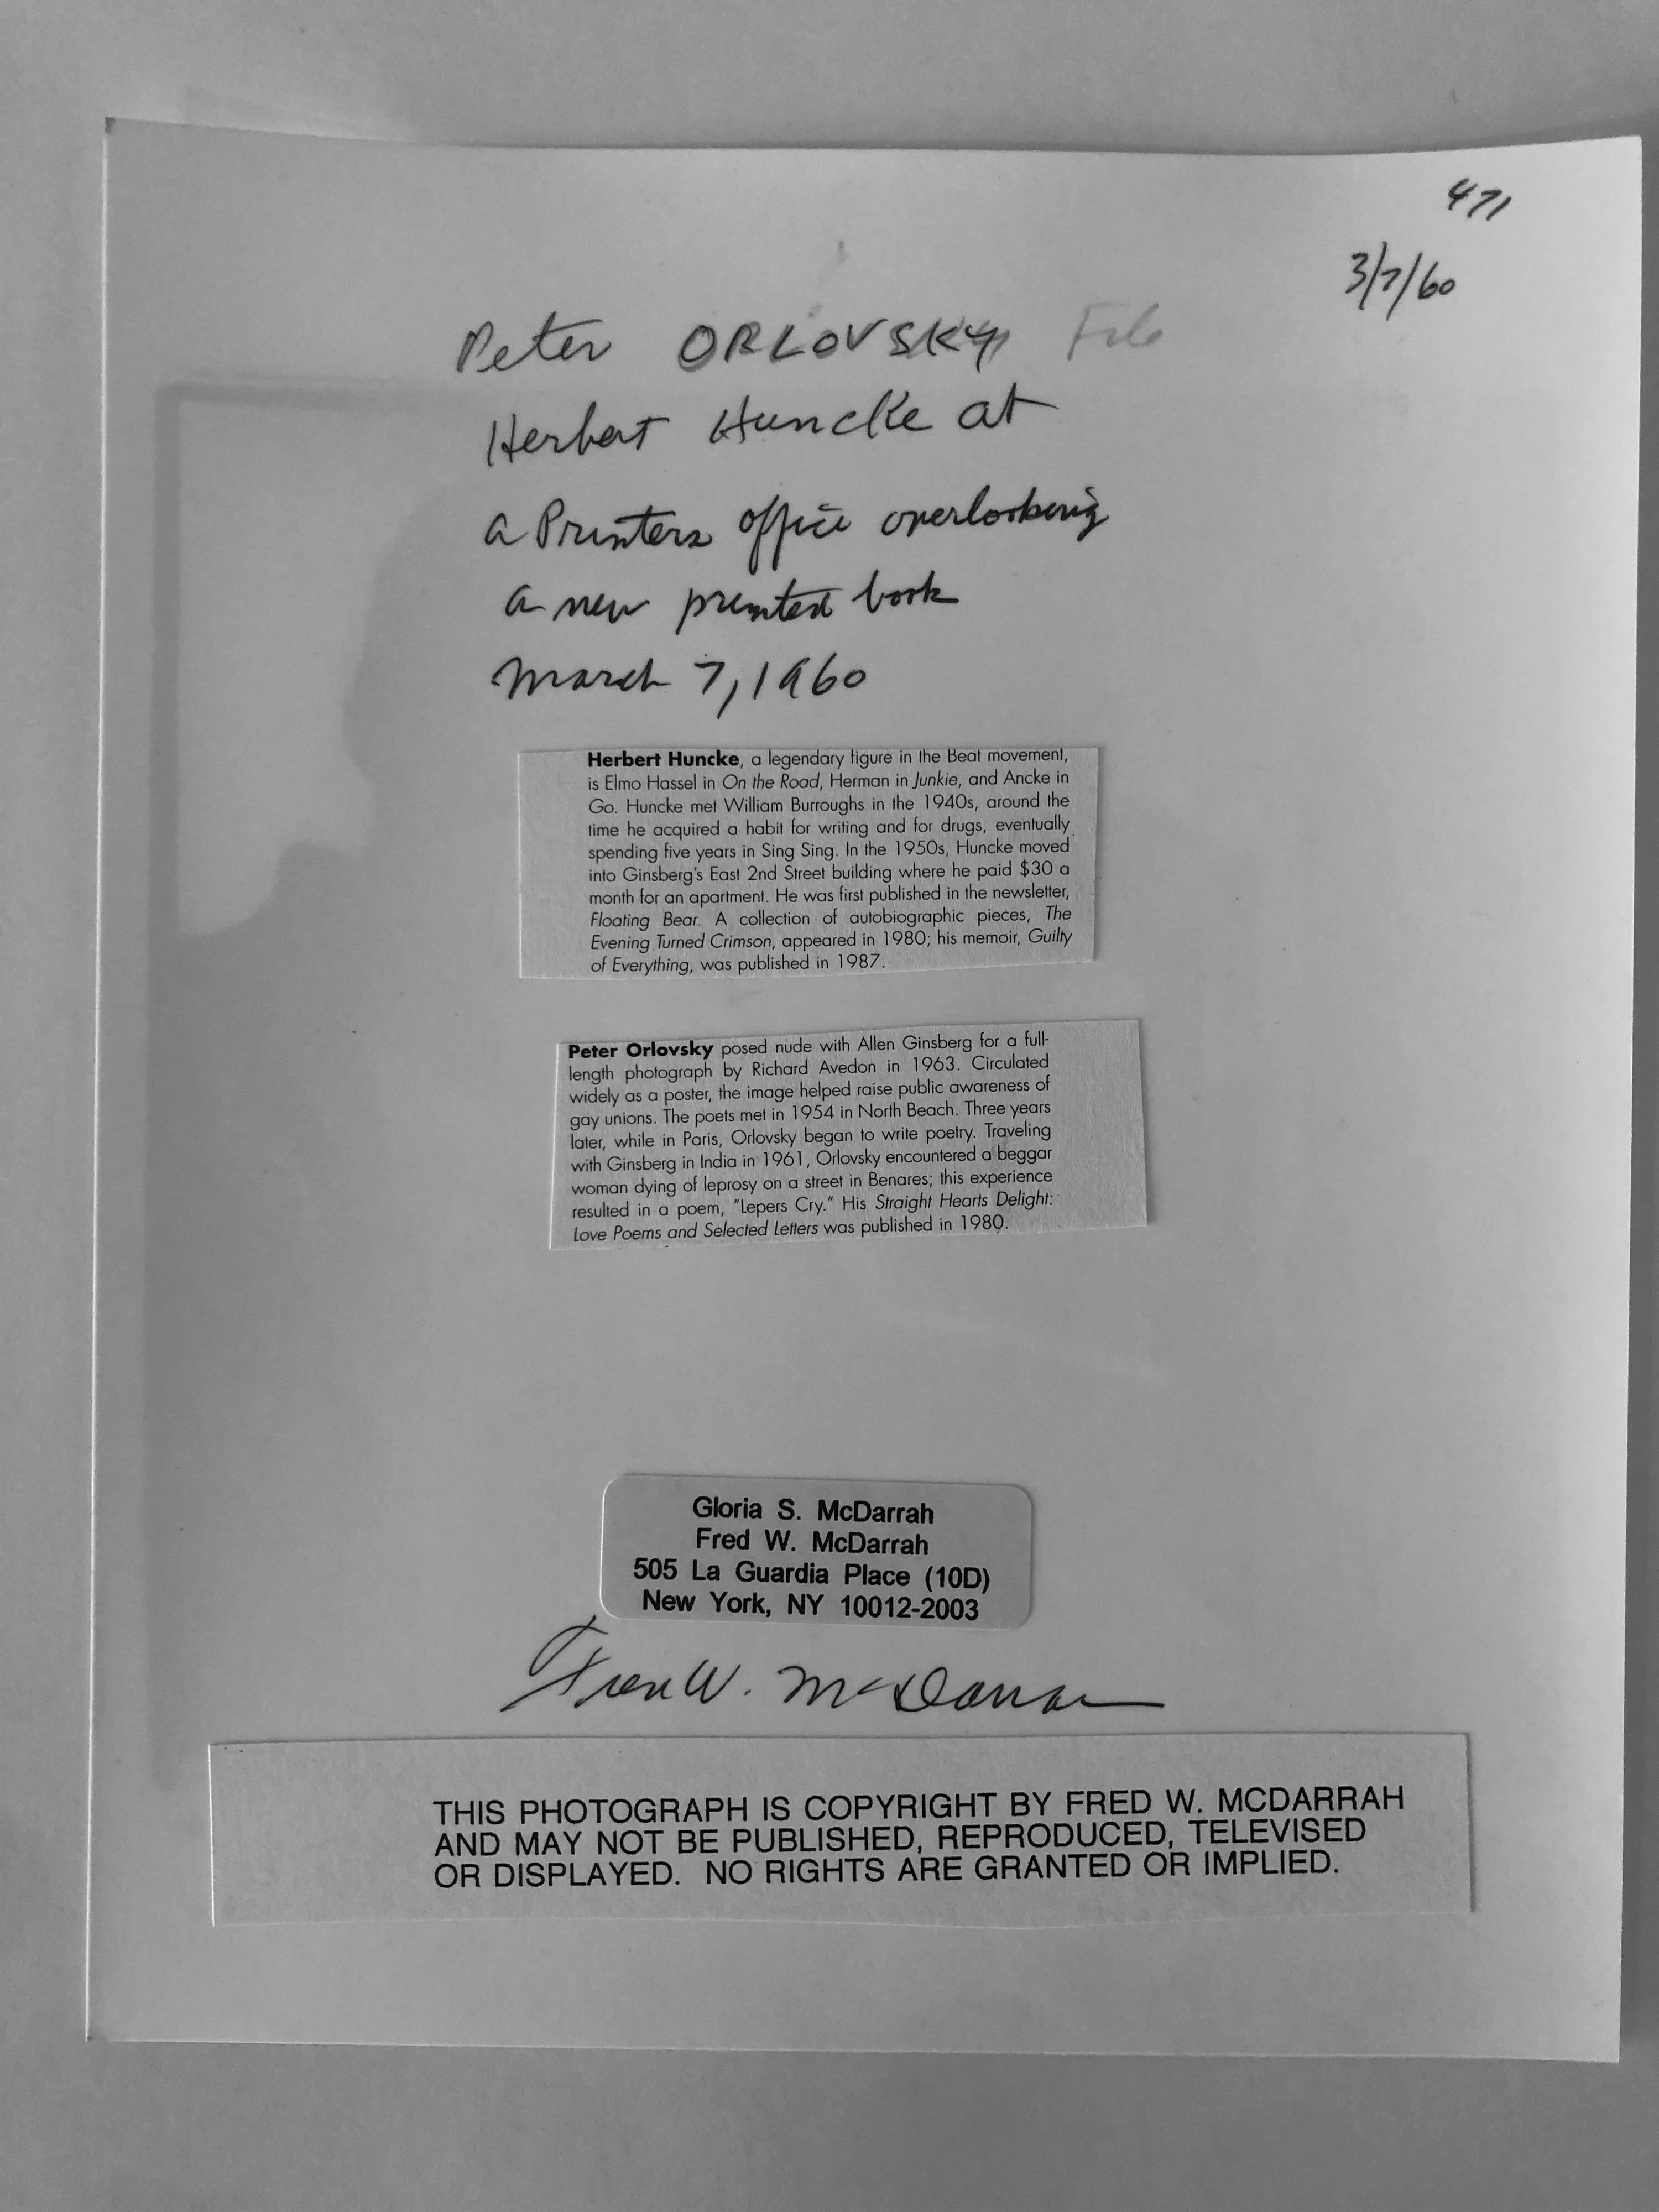 471
3/7/60
Peter ORLOVSKY File
Herbert Huncke at
a Printers office overlooking
a new printed book
March 7, 1960
Herbert Huncke, a legendary figure in the Beat movement,
is Elmo Hassel in On the Road, Herman in Junkie, and Ancke in
Go. Huncke met William Burroughs in the 1940s, around the
time he acquired a habit for writing and for drugs, eventually
spending five years in Sing Sing. In the 1950s, Huncke moved
into Ginsberg's East 2nd Street building where he paid $30 a
month for an apartment. He was first published in the newsletter,
Floating Bear. A collection of autobiographic pieces, The
Evening Turned Crimson, appeared in 1980; his memoir, Guilty
of Everything, was published in 1987.
Peter Orlovsky posed nude with Allen Ginsberg for a full-
length photograph by Richard Avedon in 1963. Circulated
widely as a poster, the image helped raise public awareness of
gay unions. The poets met in 1954 in North Beach. Three years
later, while in Paris, Orlovsky began to write poetry. Traveling
with Ginsberg in India in 1961, Orlovsky encountered a beggar
woman dying of leprosy on a street in Benares; this experience
resulted in a poem, "Lepers Cry." His Straight Hearts Delight:
Love Poems and Selected Letters was published in 1980.
Gloria S. McDarrah
Fred W. McDarrah
505 La Guardia Place (10D)
New York, NY 10012-2003
Fred W. McDarrah
THIS PHOTOGRAPH IS COPYRIGHT BY FRED W. MCDARRAH
AND MAY NOT BE PUBLISHED, REPRODUCED, TELEVISED
OR DISPLAYED. NO RIGHTS ARE GRANTED OR IMPLIED.